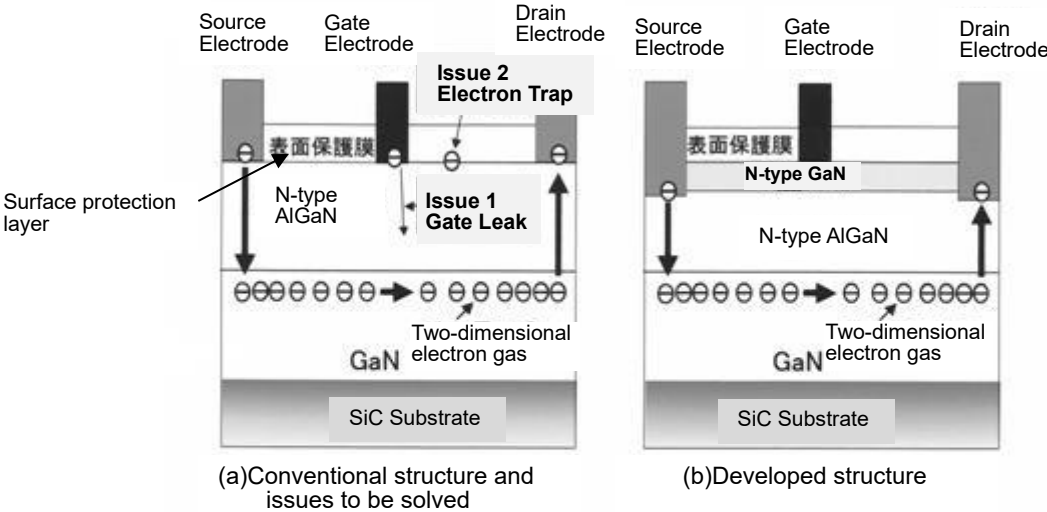 Source
Electrode
Gate
Electrode
Drain
Electrode
Issue 2
Electron Trap
表面保護膜
Surface protection
layer
N-type
AlGaN
Issue 1
Gate Leak
Two-dimensional
electron gas
GaN
SiC Substrate
(a)Conventional structure and
issues to be solved
Source
Electrode
Gate
Electrode
Drain
Electrode
表面保護膜
N-type GaN
N-type AlGaN
Two-dimensional
electron gas
GaN
SiC Substrate
(b)Developed structure